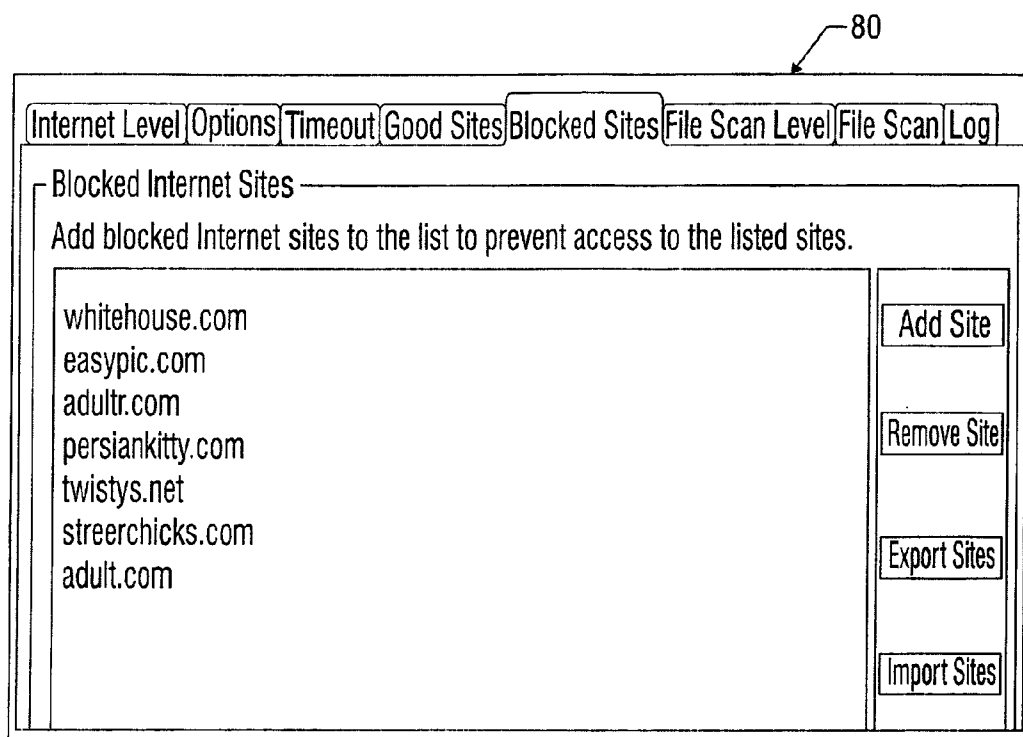 80
Internet Level Options Timeout Good Sites Blocked Sites File Scan Level File Scan Log
Blocked Internet Sites
Add blocked Internet sites to the list to prevent access to the listed sites.
whitehouse.com
Add Site
easypic.com
adultr.com
persiankitty.com
Remove Site
twistys.net
streerchicks.com
adult.com
Export Sites
Import Sites